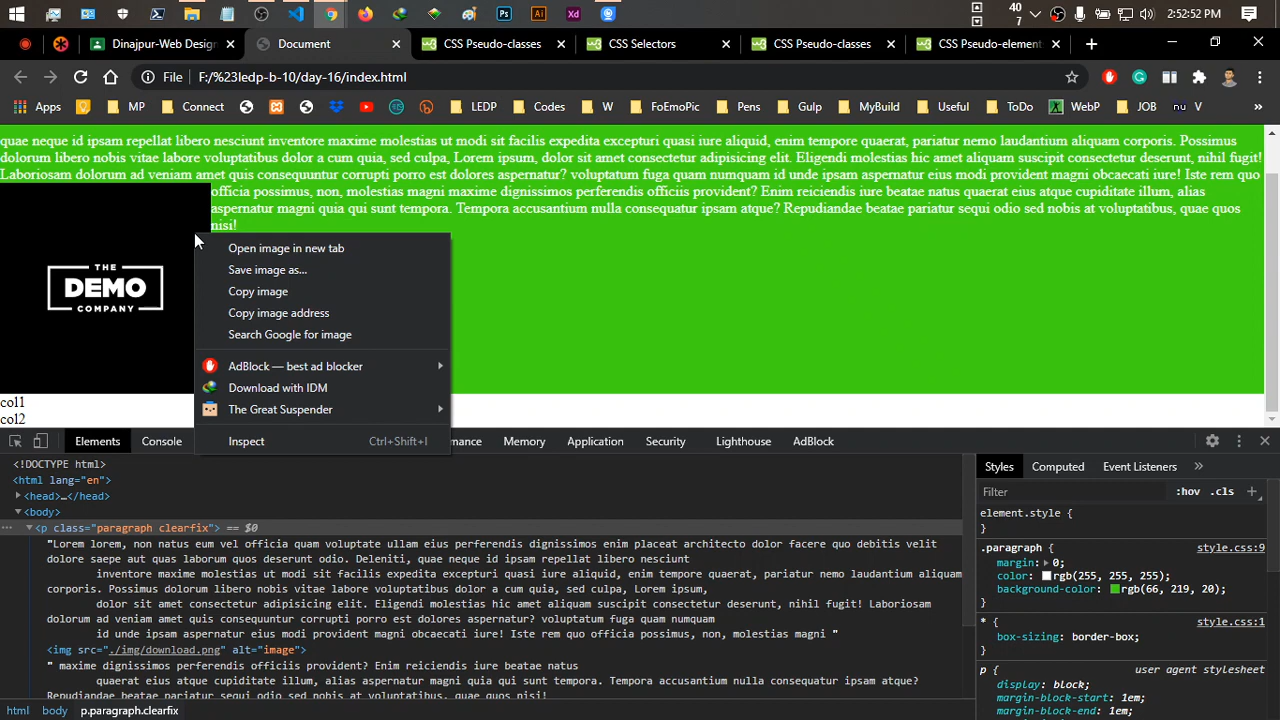 40
7
2:52:52 PM
Dinajpur-Web Design
Document
CSS Pseudo-classes
CSS Selectors
CSS Pseudo-classes
CSS Pseudo-element
File
F:/%23ledp-b-10/day-16/index.html
Apps
MP
Connect
LEDP
Codes
W
FoEmoPic
Pens
Gulp
MyBuild
Useful
ToDo
WebP
JOB
nu
V
quae neque id ipsam repellat libero nesciunt inventore maxime molestias ut modi sit facilis expedita excepturi quasi iure aliquid, enim tempore quaerat, pariatur nemo laudantium aliquam corporis. Possimus
dolorum libero nobis vitae labore voluptatibus dolor a cum quia, sed culpa, Lorem ipsum, dolor sit amet consectetur adipisicing elit. Eligendi molestias hic amet aliquam suscipit consectetur deserunt, nihil fugit!
Laboriosam dolorum ad veniam amet quis consequuntur corrupti porro est dolores aspernatur? voluptatum fuga quam numquam id unde ipsam aspernatur eius modi provident magni obcaecati iure! Iste rem quo
officia possimus, non, molestias magni maxime dignissimos perferendis officiis provident? Enim reiciendis iure beatae natus quaerat eius atque cupiditate illum, alias
aspernatur magni quia qui sunt tempora. Tempora accusantium nulla consequatur ipsam atque? Repudiandae beatae pariatur sequi odio sed nobis at voluptatibus, quae quos
nisi!
THE
DEMO
COMPANY
Open image in new tab
Save image as...
Copy image
Copy image address
Search Google for image
AdBlock — best ad blocker
Download with IDM
The Great Suspender
Inspect
Ctrl+Shift+I
col1
col2
Elements
Console
mance
Memory
Application
Security
Lighthouse
AdBlock
<!DOCTYPE html>
<html lang="en">
<head>…</head>
<body>
<p class="paragraph clearfix"> == $0
"Lorem lorem, non natus eum vel officia quam voluptate ullam eius perferendis dignissimos enim placeat architecto dolor facere quo debitis velit
dolore saepe aut quas laborum quos deserunt odio. Deleniti, quae neque id ipsam repellat libero nesciunt
inventore maxime molestias ut modi sit facilis expedita excepturi quasi iure aliquid, enim tempore quaerat, pariatur nemo laudantium aliquam
corporis. Possimus dolorum libero nobis vitae labore voluptatibus dolor a cum quia, sed culpa, Lorem ipsum,
dolor sit amet consectetur adipisicing elit. Eligendi molestias hic amet aliquam suscipit consectetur deserunt, nihil fugit! Laboriosam
dolorum ad veniam amet quis consequuntur corrupti porro est dolores aspernatur? voluptatum fuga quam numquam
id unde ipsam aspernatur eius modi provident magni obcaecati iure! Iste rem quo officia possimus, non, molestias magni "
<img src="./img/download.png" alt="image">
" maxime dignissimos perferendis officiis provident? Enim reiciendis iure beatae natus
quaerat eius atque cupiditate illum, alias aspernatur magni quia qui sunt tempora. Tempora accusantium nulla consequatur ipsam atque?
Repudiandae beatae pariatur sequi odio sed nobis at voluptatibus, quae quos nisi!
html
body
p.paragraph.clearfix
Styles
Computed
Event Listeners
Filter
:hov
.cls
element.style {
}
.paragraph {
style.css:9
margin: 0;
color: rgb(255, 255, 255);
background-color: rgb(66, 219, 20);
}
* {
style.css:1
box-sizing: border-box;
}
p {
user agent stylesheet
display: block;
margin-block-start: 1em;
margin-block-end: 1em;